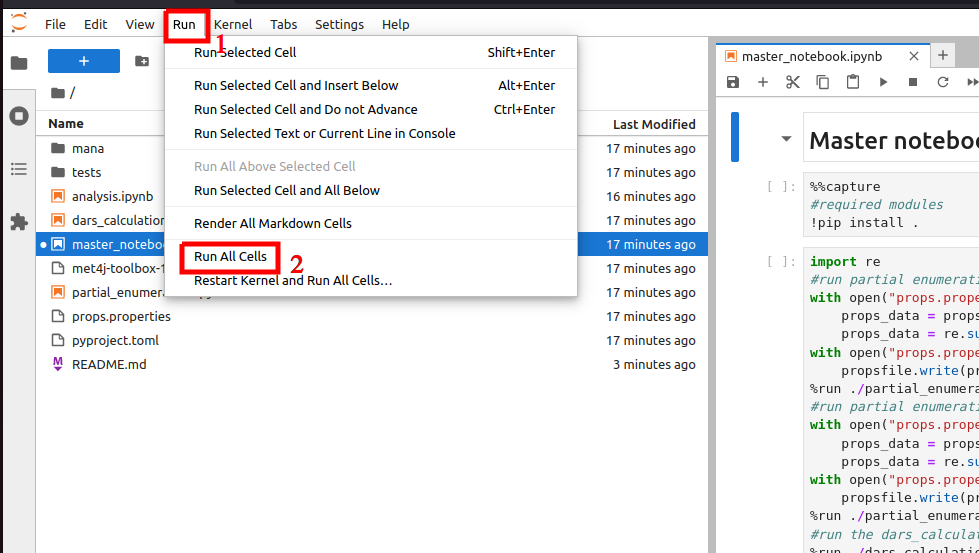 File Edit View Run Kernel Tabs Settings Help
1
Run Selected Cell Shift+Enter
Run Selected Cell and Insert Below Alt+Enter
Run Selected Cell and Do not Advance Ctrl+Enter
Run Selected Text or Current Line in Console
Run All Above Selected Cell
Run Selected Cell and All Below
Render All Markdown Cells
Run All Cells
2
Restart Kernel and Run All Cells…
/
Name Last Modified
mana 17 minutes ago
tests 17 minutes ago
analysis.ipynb 16 minutes ago
dars_calculation 17 minutes ago
master_notebo 17 minutes ago
met4j-toolbox-1 17 minutes ago
partial_enumera 17 minutes ago
props.properties 17 minutes ago
pyproject.toml 17 minutes ago
README.md 3 minutes ago
master_notebook.ipynb
Master noteboo
[ ]:
%%capture
#required modules
!pip install .
[ ]:
import re
#run partial enumerati
with open("props.prope
props_data = props
props_data = re.su
with open("props.prope
propsfile.write(pr
%run ./partial_enumera
#run partial enumerati
with open("props.prope
props_data = props
props_data = re.su
with open("props.prope
propsfile.write(pr
%run ./partial_enumera
#run the dars_calculat
%run ./dars_calculatio